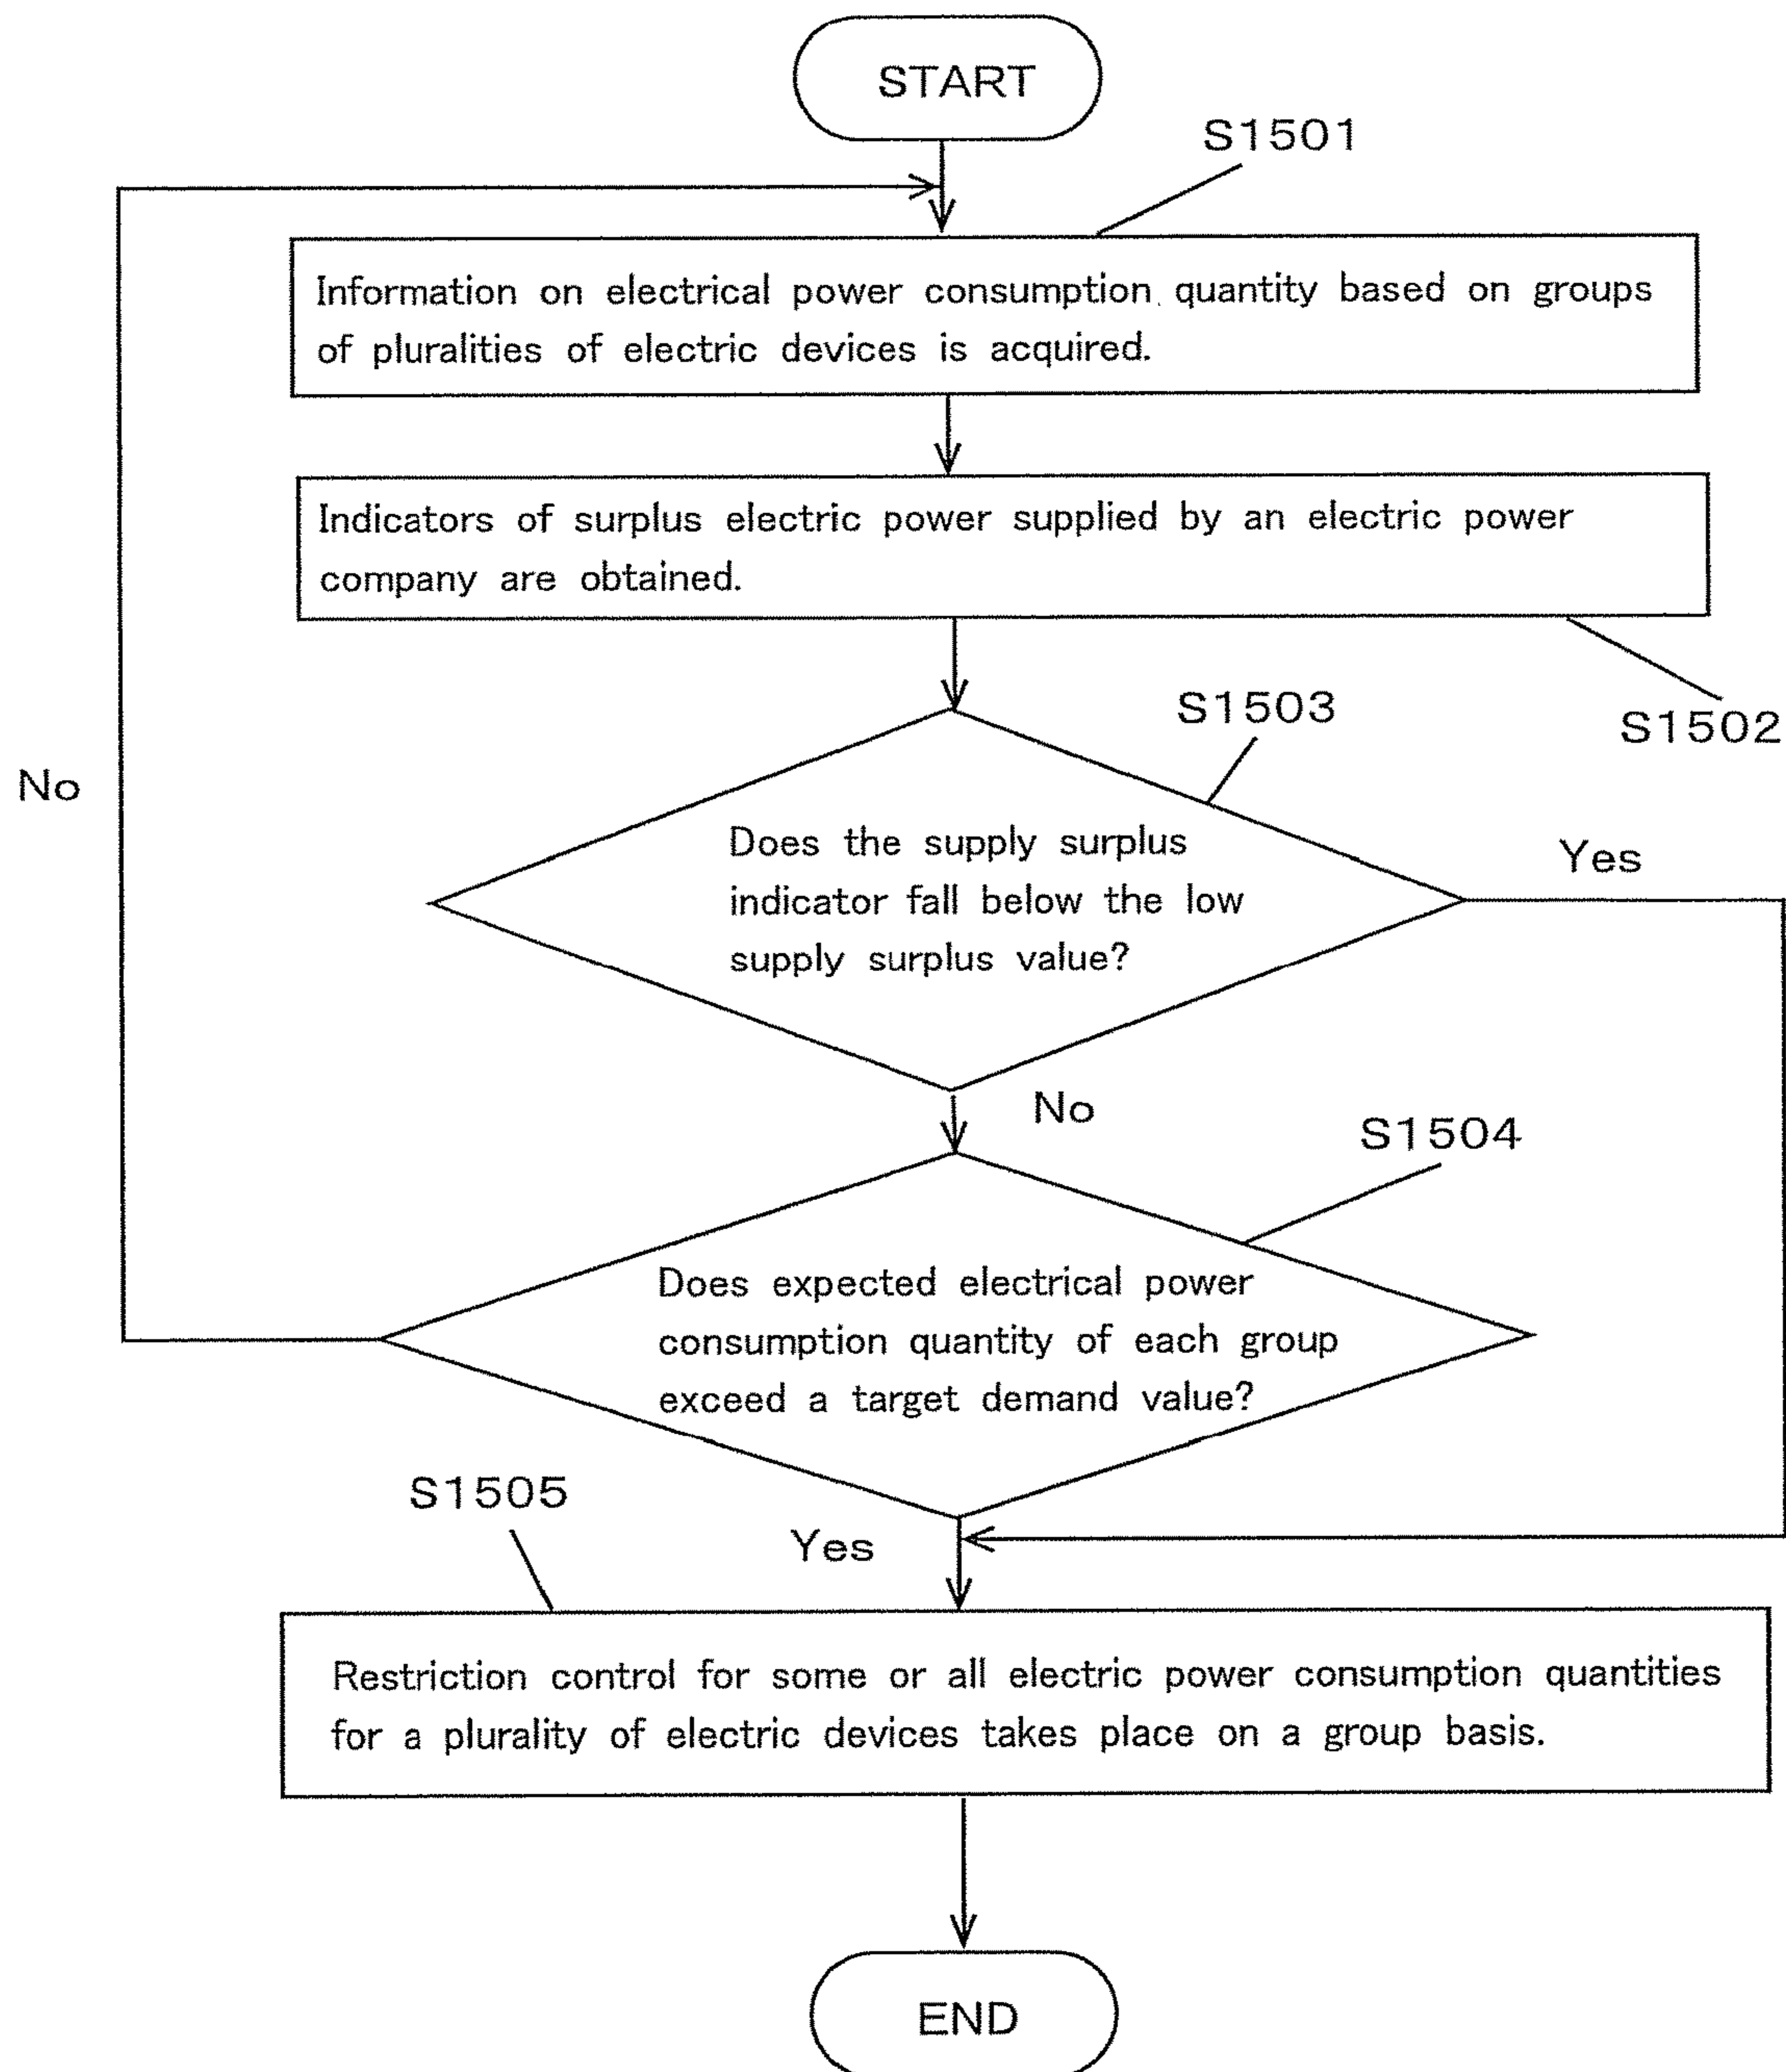 START
S1501
Information on electrical power consumption quantity based on groups
of pluralities of electric devices is acquired.
Indicators of surplus electric power supplied by an electric power
company are obtained.
S1502
S1503
No
Does the supply surplus
indicator fall below the low
supply surplus value?
Yes
No
S1504
Does expected electrical power
consumption quantity of each group
exceed a target demand value?
S1505
Yes
Restriction control for some or all electric power consumption quantities
for a plurality of electric devices takes place on a group basis.
END